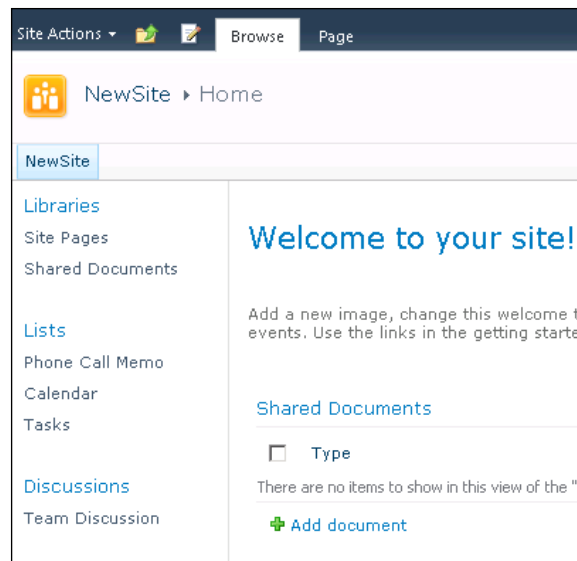 Site Actions Browse Page
NewSite ▸ Home
NewSite
Libraries
Site Pages
Shared Documents
Lists
Phone Call Memo
Calendar
Tasks
Discussions
Team Discussion
Welcome to your site!
Add a new image, change this welcome t
events. Use the links in the getting starte
Shared Documents
Type
There are no items to show in this view of the "
Add document